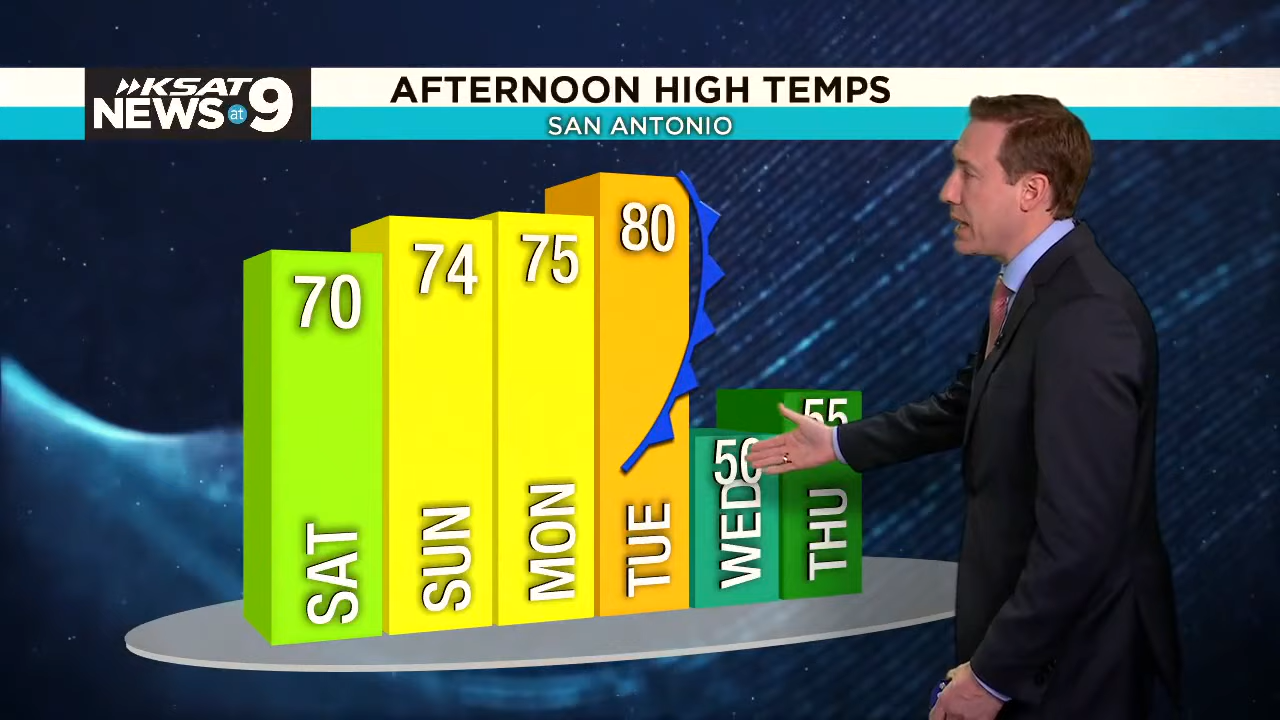 KSAT
NEWS at 9
AFTERNOON HIGH TEMPS
SAN ANTONIO
70
74
75
80
55
SAT
SUN
MON
TUE
WED
THU